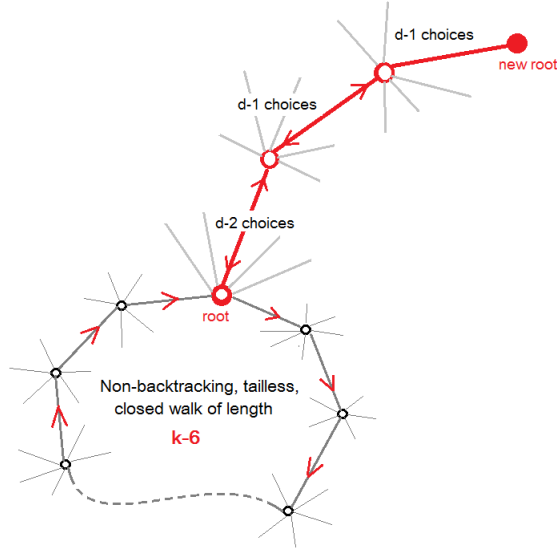 d-1 choices
new root
d-1 choices
d-2 choices
root
Non-backtracking, tailless,
closed walk of length
k-6